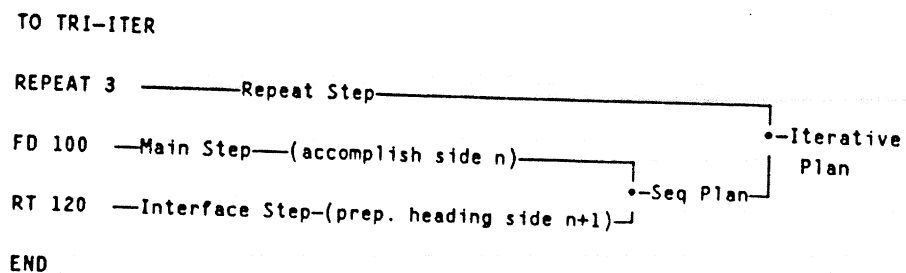 TO TRI-ITER
REPEAT 3 Repeat Step
•-Iterative
Plan
FD 100 Main Step (accomplish side n)
•-Seq Plan
RT 120 Interface Step-(prep. heading side n+1)
END